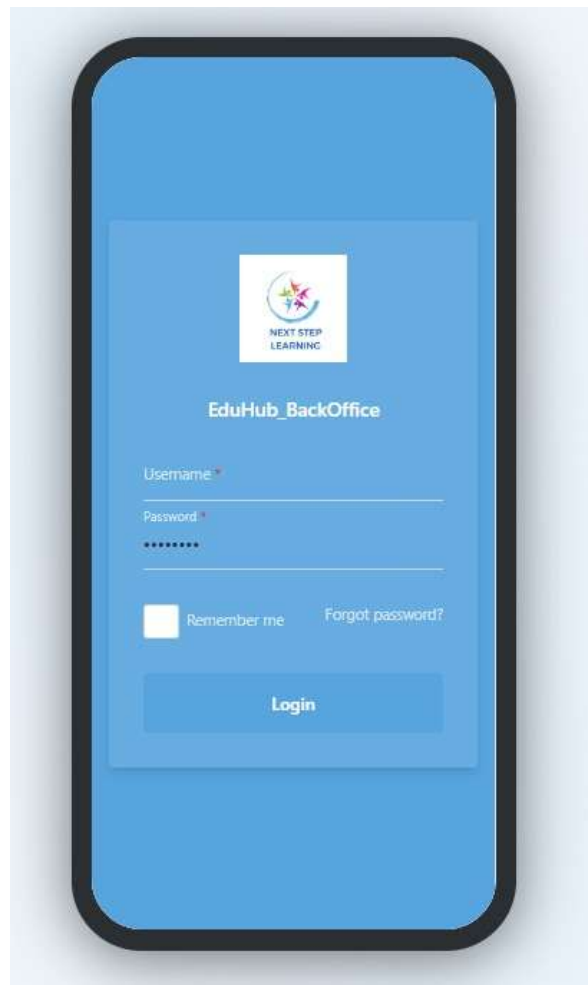 NEXT STEP
LEARNING
EduHub_BackOffice
Username *
Password *
••••••••
Remember me Forgot password?
Login